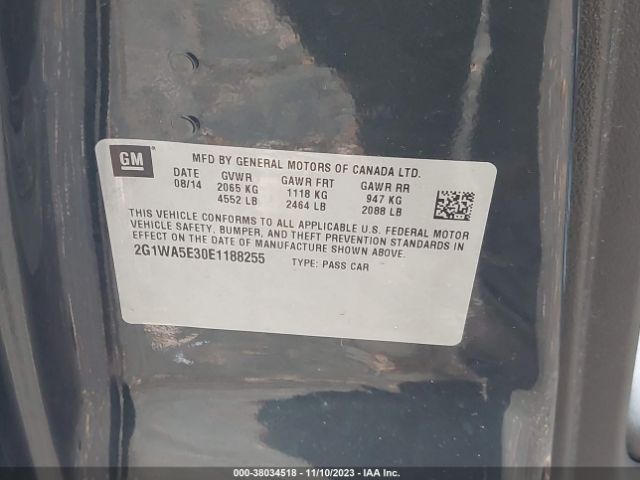 GM
MFD BY GENERAL MOTORS OF CANADA LTD.
DATE GVWR GAWR FRT GAWR RR
08/14 2065 KG 1118 KG 947 KG
4552 LB 2464 LB 2088 LB
THIS VEHICLE CONFORMS TO ALL APPLICABLE U.S. FEDERAL MOTOR
VEHICLE SAFETY, BUMPER, AND THEFT PREVENTION STANDARDS IN
EFFECT ON THE DATE OF MANUFACTURE SHOWN ABOVE.
2G1WA5E30E1188255 TYPE: PASS CAR
000-38034518 - 11/10/2023 - IAA Inc.